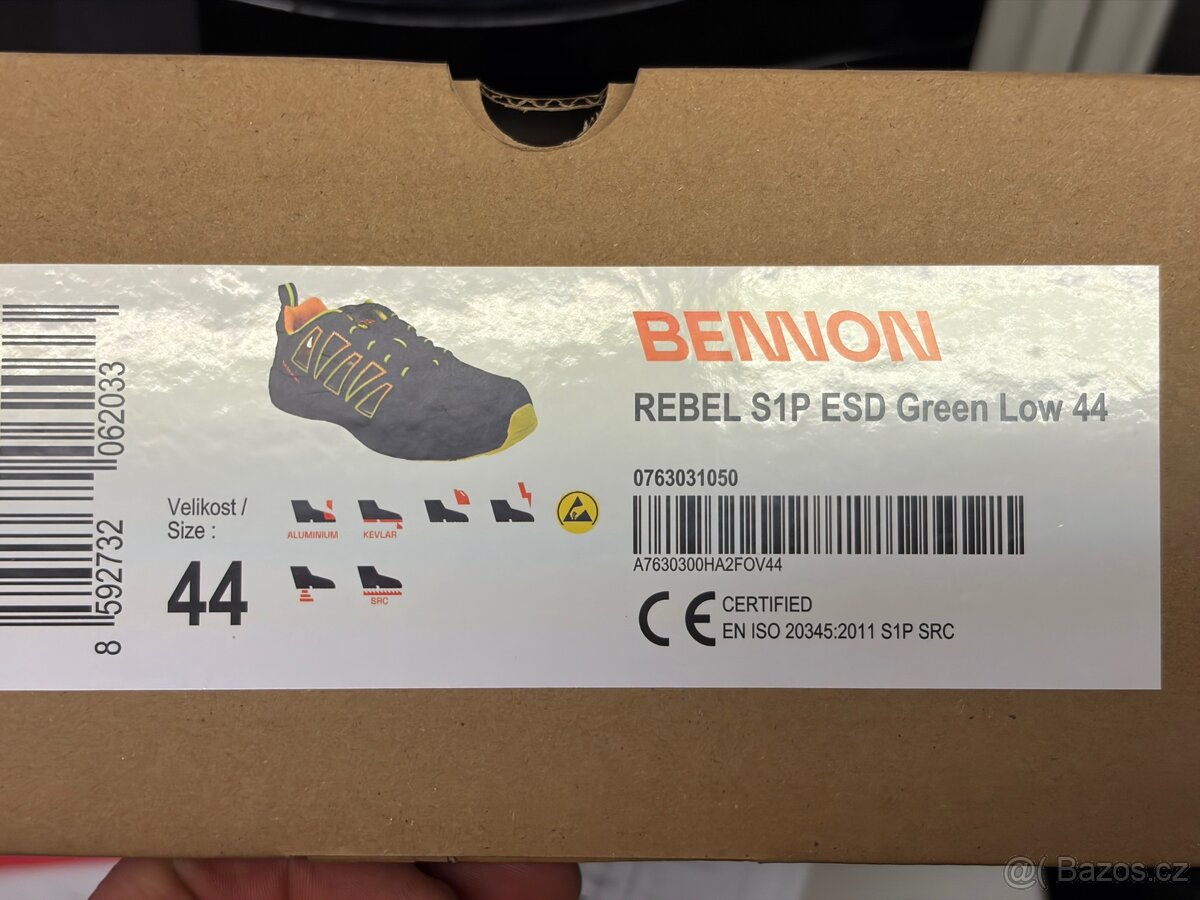 BENNON
REBEL S1P ESD Green Low 44
0763031050
A7630300HA2FOV44
CERTIFIED
EN ISO 20345:2011 S1P SRC
Velikost /
Size :
44
ALUMINIUM
KEVLAR
SRC
8 592732 062033
@( Bazos.cz